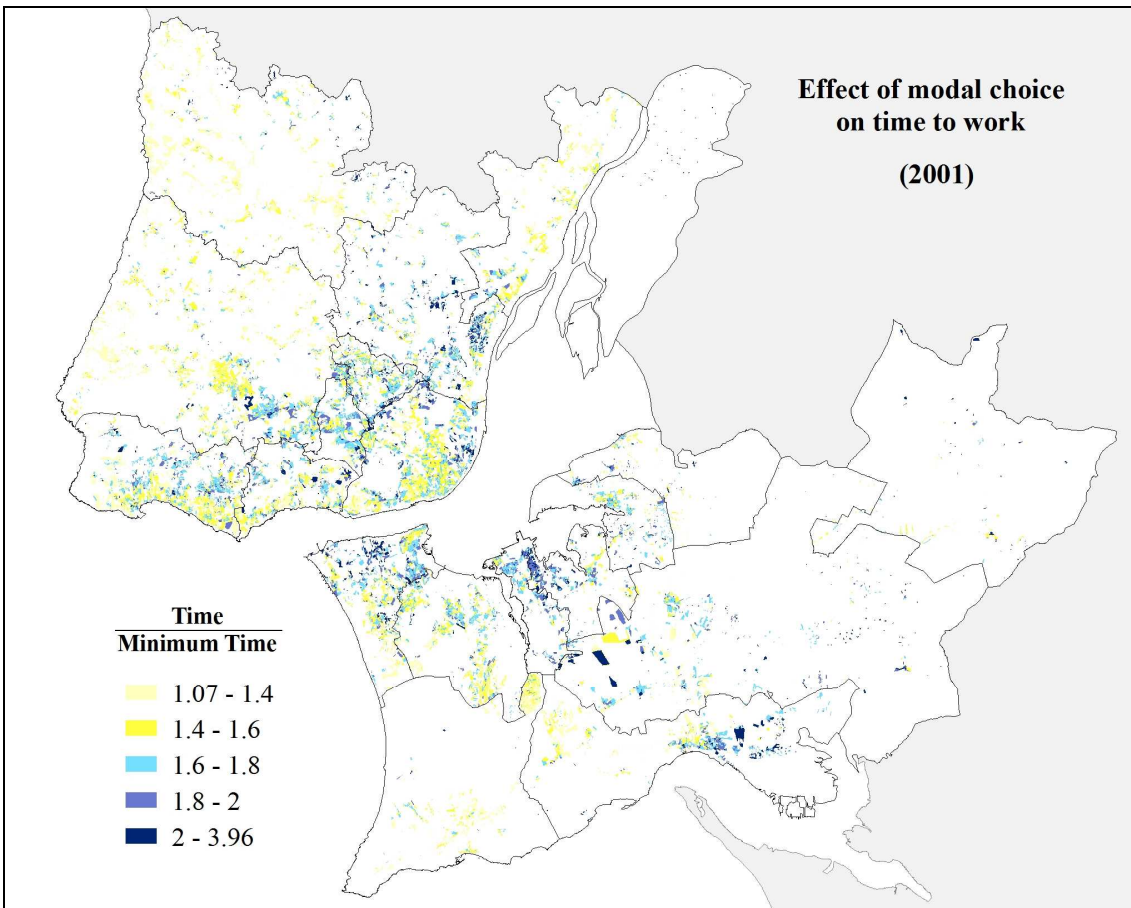 Effect of modal choice
on time to work
(2001)
Time
Minimum Time
1.07 - 1.4
1.4 - 1.6
1.6 - 1.8
1.8 - 2
2 - 3.96